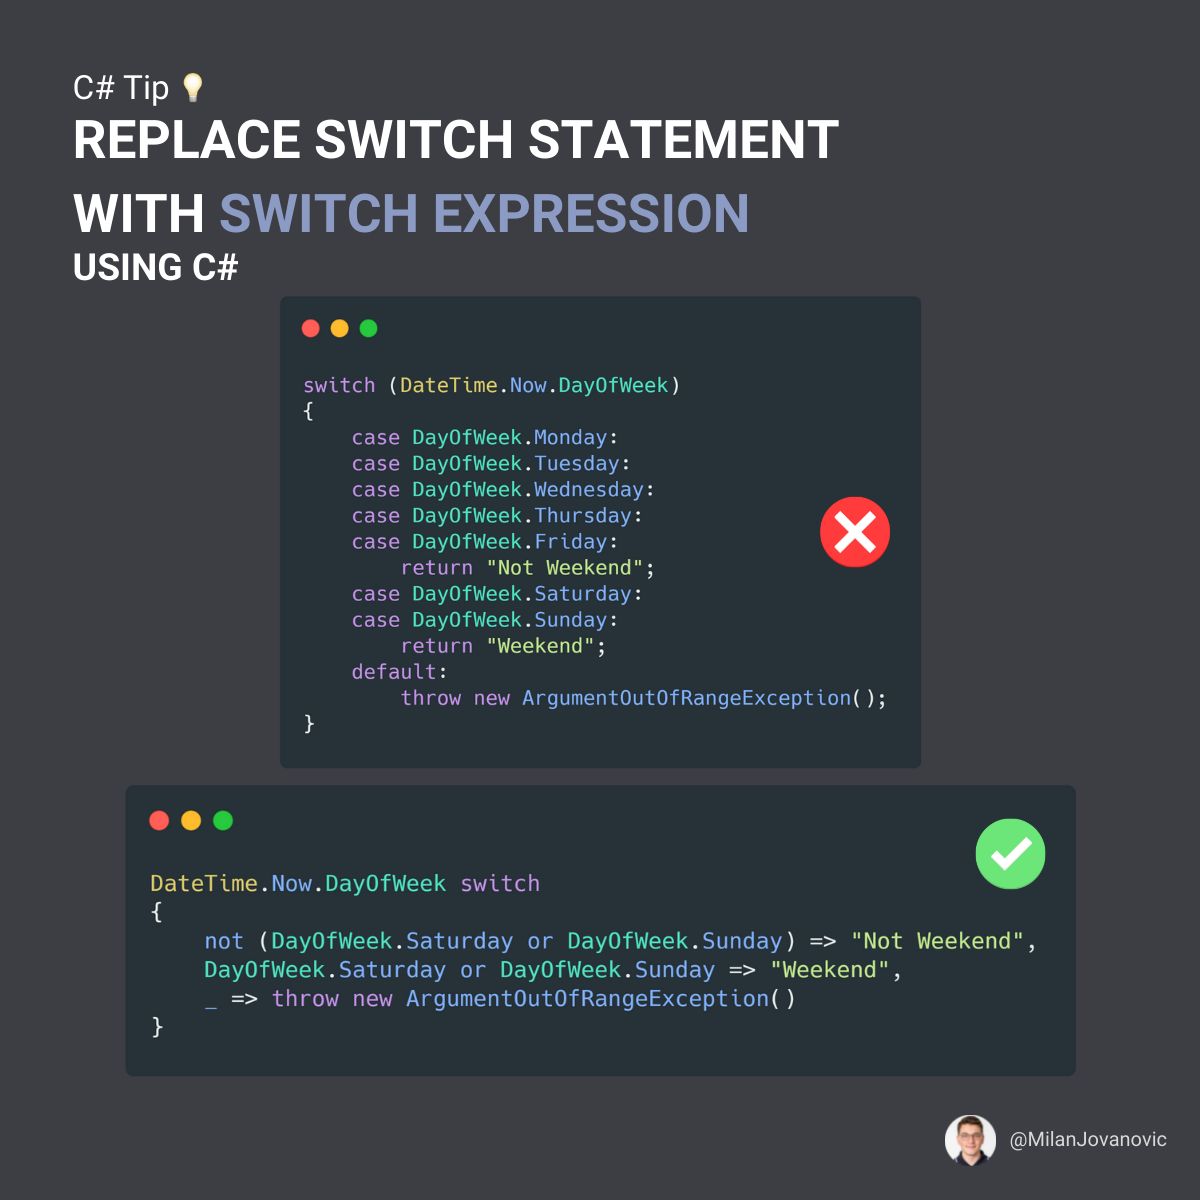 C# Tip 💡
REPLACE SWITCH STATEMENT
WITH SWITCH EXPRESSION
USING C#
switch (DateTime.Now.DayOfWeek)
{
    case DayOfWeek.Monday:
    case DayOfWeek.Tuesday:
    case DayOfWeek.Wednesday:
    case DayOfWeek.Thursday:
    case DayOfWeek.Friday:
        return "Not Weekend";
    case DayOfWeek.Saturday:
    case DayOfWeek.Sunday:
        return "Weekend";
    default:
        throw new ArgumentOutOfRangeException();
}
DateTime.Now.DayOfWeek switch
{
    not (DayOfWeek.Saturday or DayOfWeek.Sunday) => "Not Weekend",
    DayOfWeek.Saturday or DayOfWeek.Sunday => "Weekend",
    _ => throw new ArgumentOutOfRangeException()
}
@MilanJovanovic